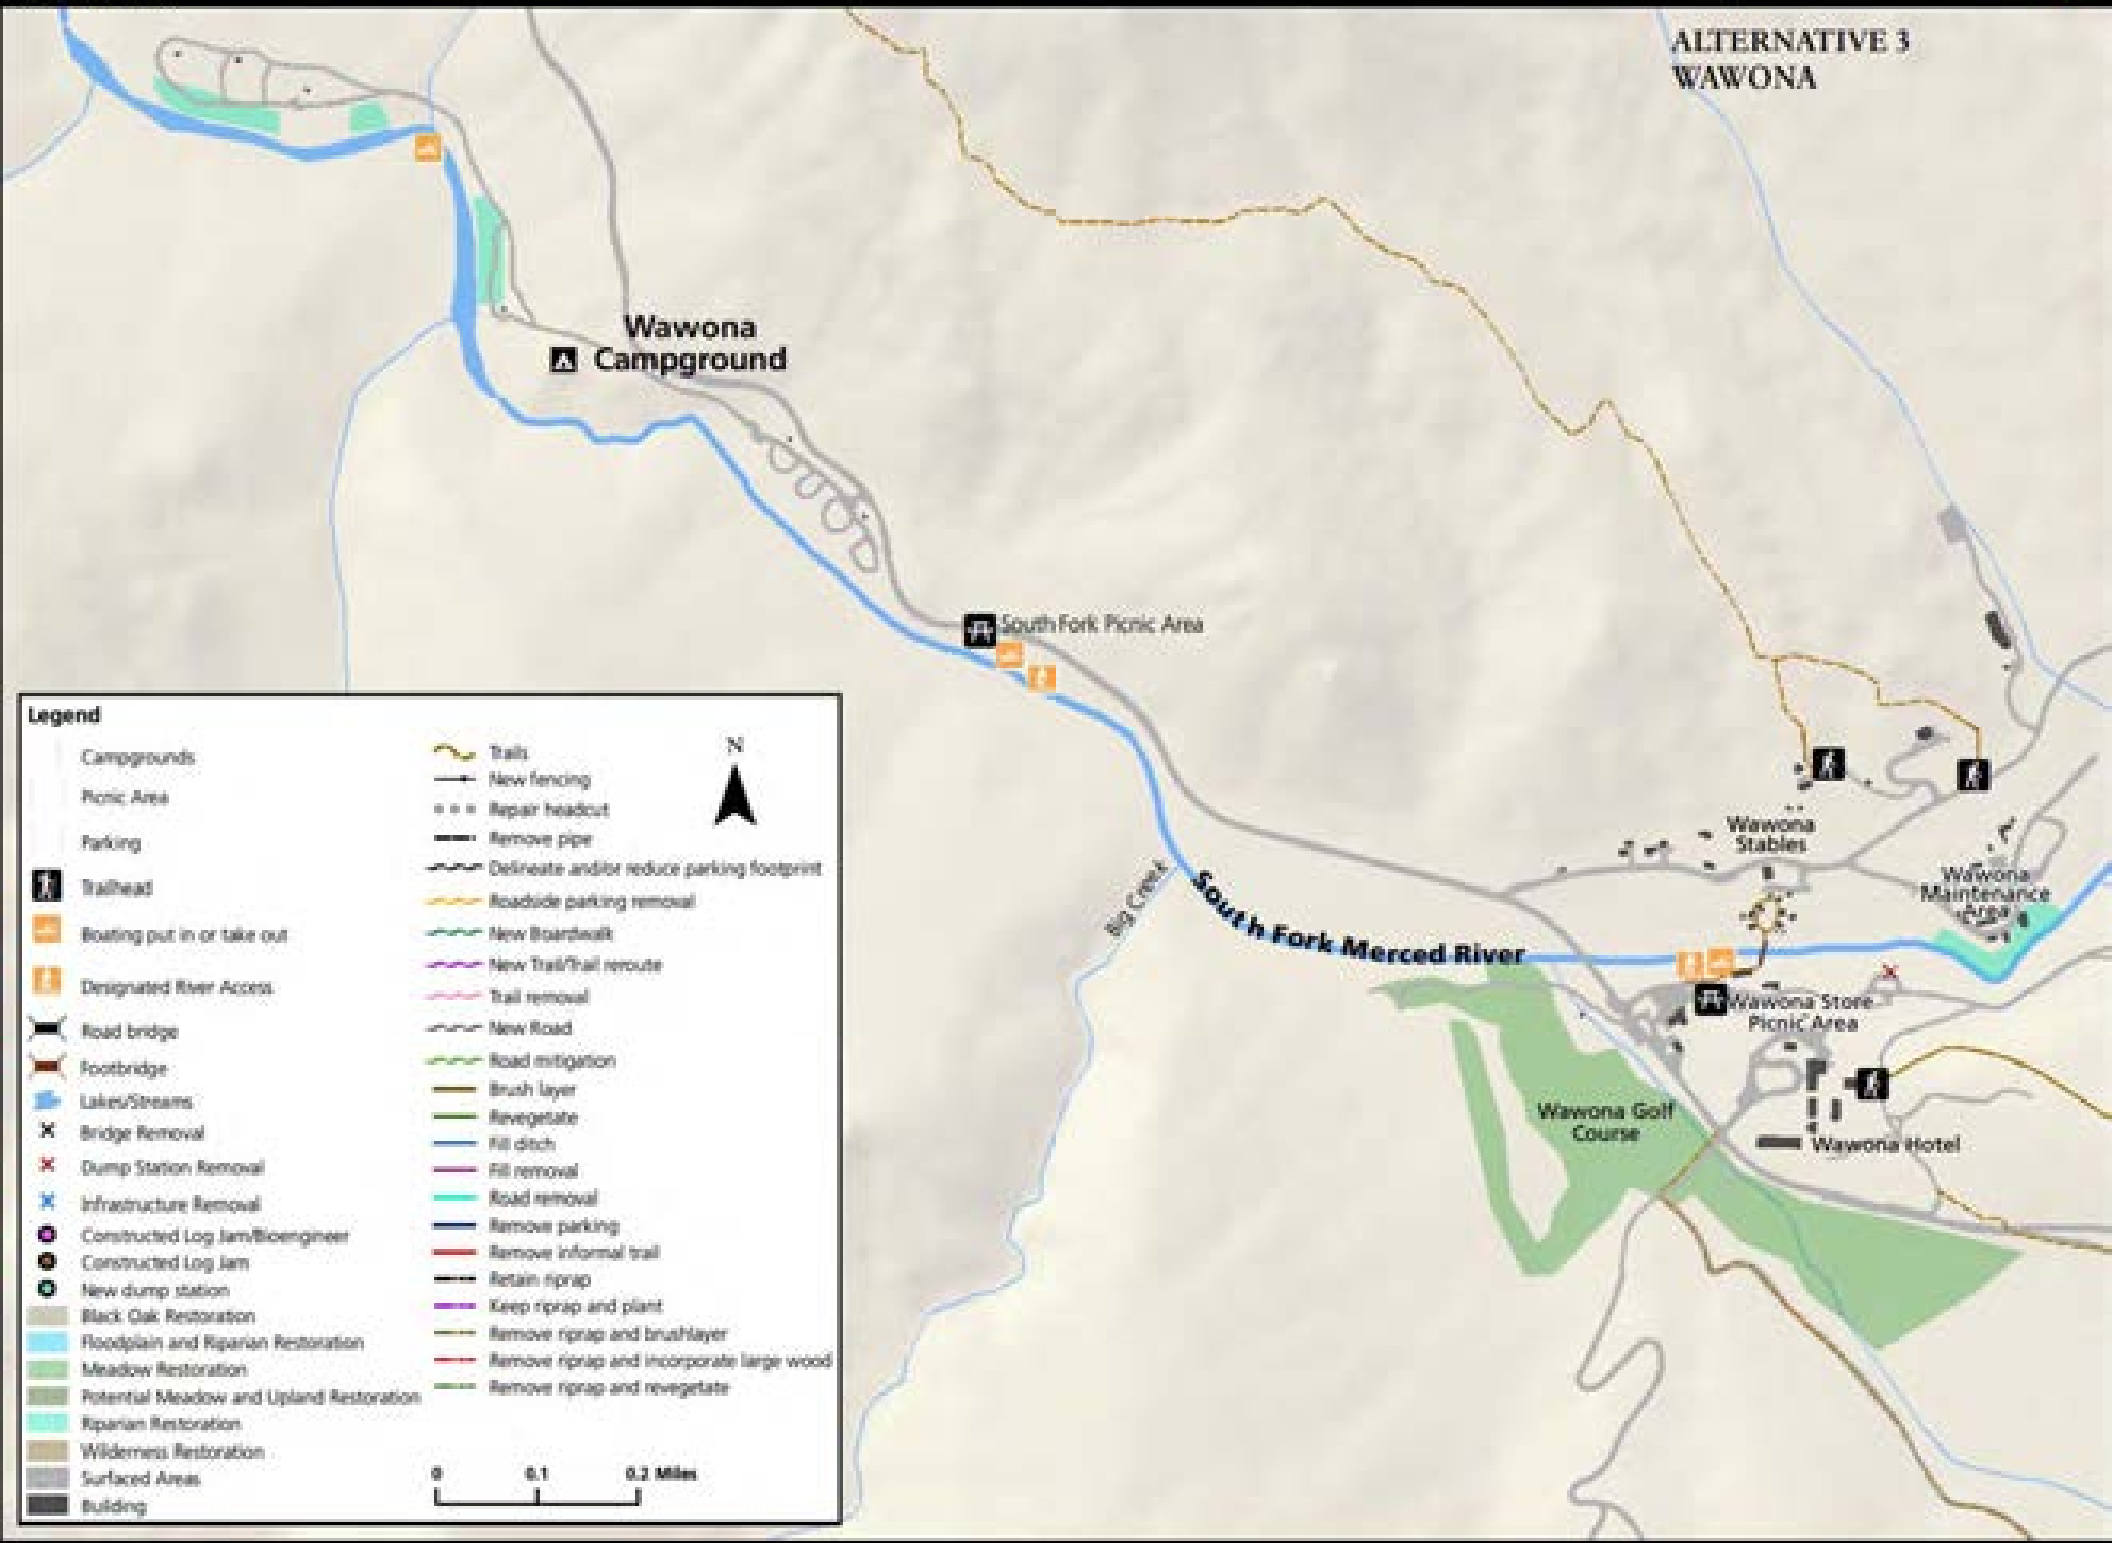 ALTERNATIVE 3
WAWONA
Wawona
Campground
South Fork Picnic Area
Wawona
Stables
Wawona
Maintenance
Area
Big Creek
South Fork Merced River
Wawona Store
Picnic Area
Wawona Golf
Course
Wawona Hotel
Legend
Campgrounds
Picnic Area
Parking
Trailhead
Boating put in or take out
Designated River Access
Road bridge
Footbridge
Lakes/Streams
Bridge Removal
Dump Station Removal
Infrastructure Removal
Constructed Log Jam/Bioengineer
Constructed Log Jam
New dump station
Black Oak Restoration
Floodplain and Riparian Restoration
Meadow Restoration
Potential Meadow and Upland Restoration
Riparian Restoration
Wilderness Restoration
Surfaced Areas
Building
Trails
New fencing
Repair headcut
Remove pipe
Delineate and/or reduce parking footprint
Roadside parking removal
New Boardwalk
New Trail/Trail reroute
Trail removal
New Road
Road mitigation
Brush layer
Revegetate
Fill ditch
Fill removal
Road removal
Remove parking
Remove informal trail
Retain riprap
Keep riprap and plant
Remove riprap and brushlayer
Remove riprap and incorporate large wood
Remove riprap and revegetate
N
0 0.1 0.2 Miles